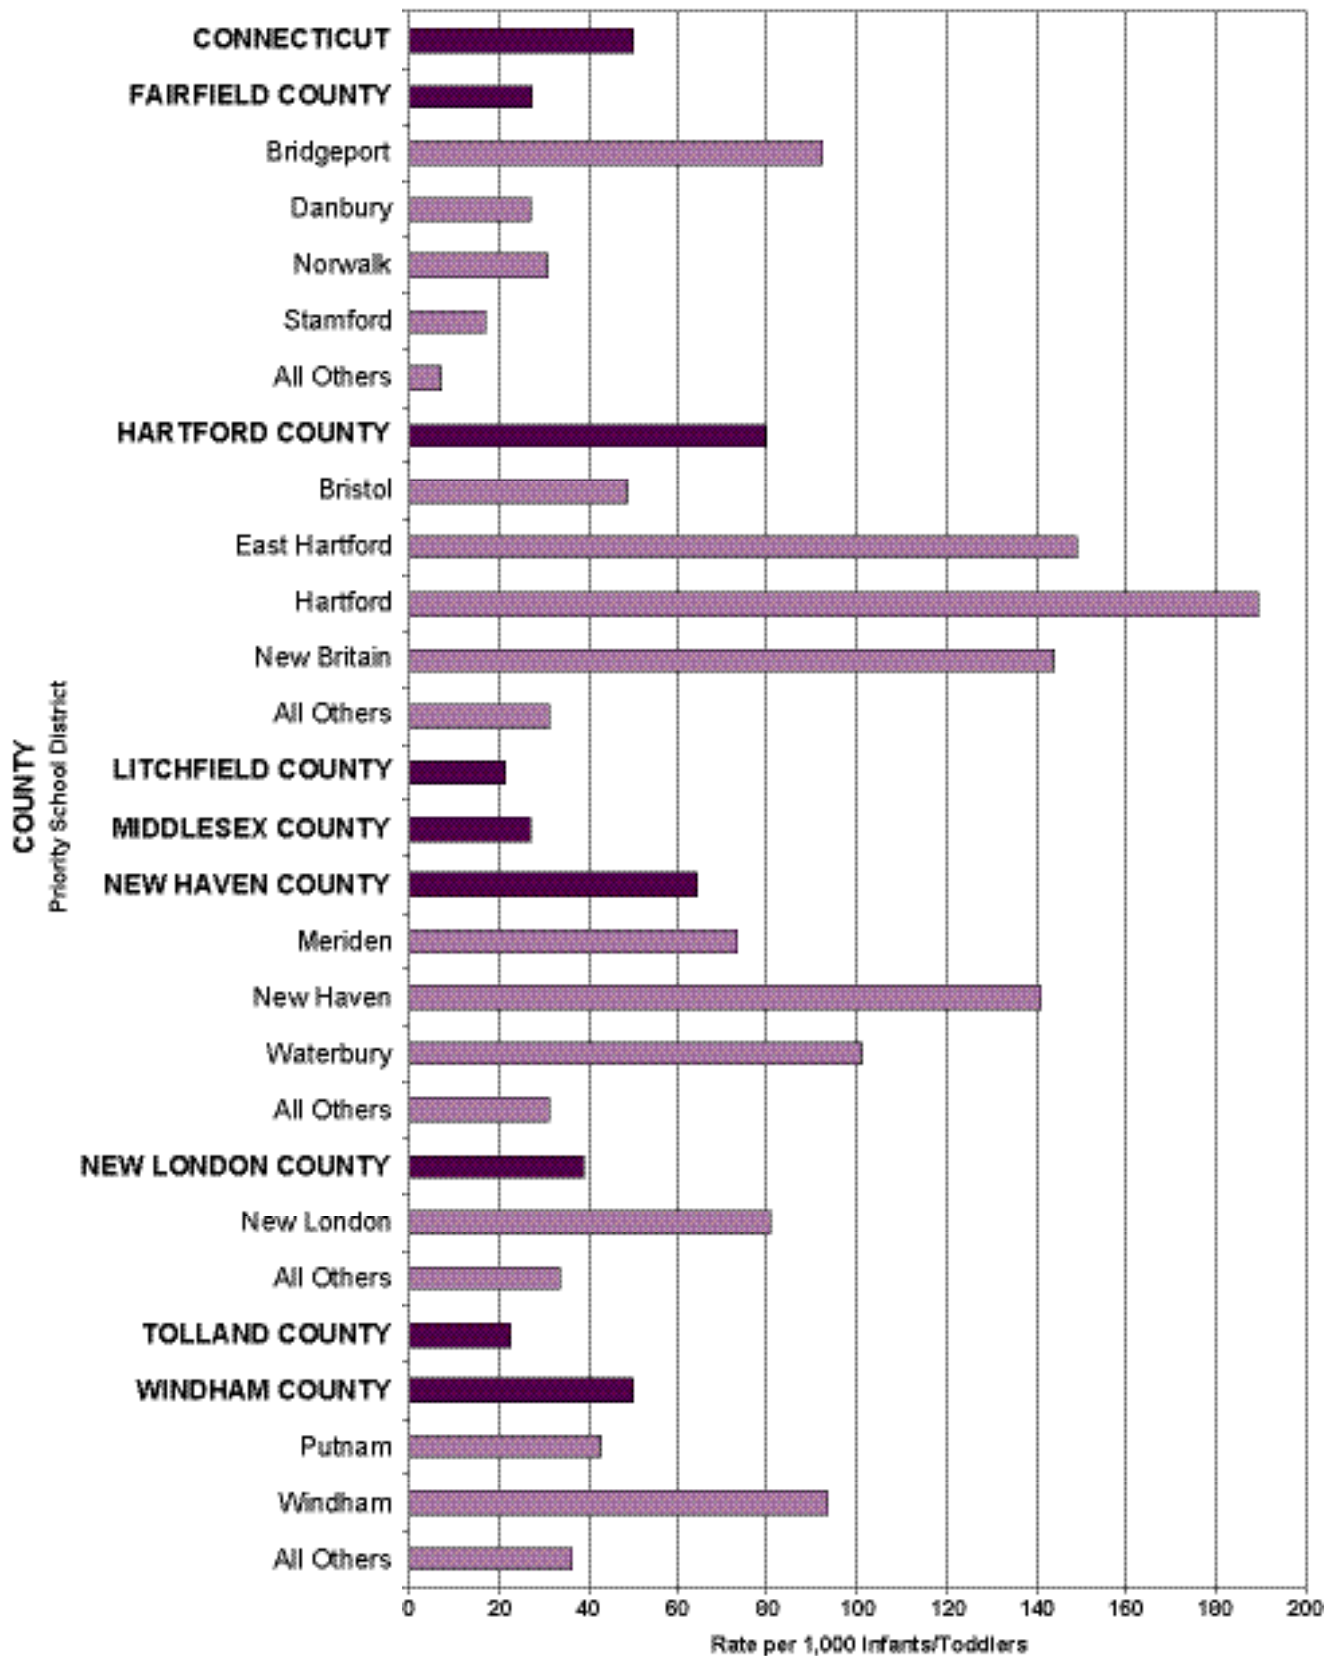 CONNECTICUT
FAIRFIELD COUNTY
Bridgeport
Danbury
Norwalk
Stamford
All Others
HARTFORD COUNTY
Bristol
East Hartford
Hartford
New Britain
All Others
LITCHFIELD COUNTY
MIDDLESEX COUNTY
NEW HAVEN COUNTY
Meriden
New Haven
Waterbury
All Others
NEW LONDON COUNTY
New London
All Others
TOLLAND COUNTY
WINDHAM COUNTY
Putnam
Windham
All Others
COUNTY
Priority School District
0 20 40 60 80 100 120 140 160 180 200
Rate per 1,000 Infants/Toddlers